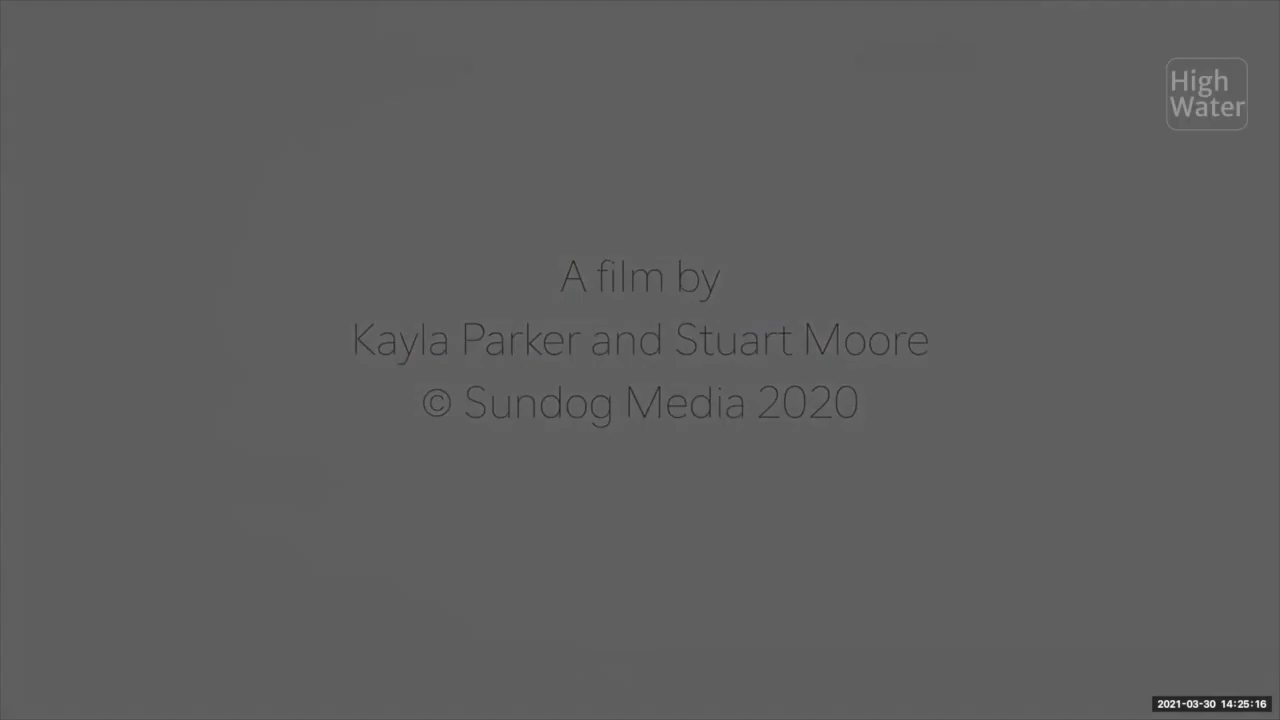 High
Water
A film by
Kayla Parker and Stuart Moore
© Sundog Media 2020
2021-03-30 14:25:16